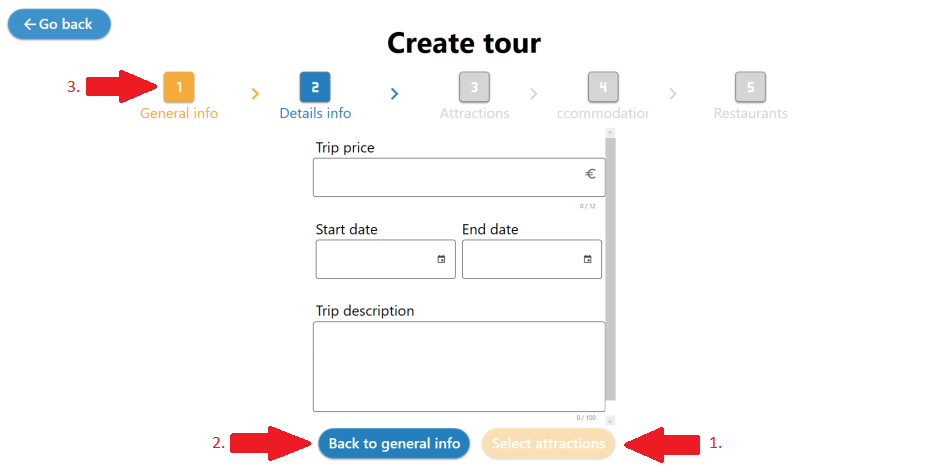 Go back
Create tour
3.
1 2 3 4 5
General info Details info Attractions ccommodation Restaurants
Trip price
€
0 / 12
Start date End date
Trip description
0 / 100
2. Back to general info Select attractions 1.